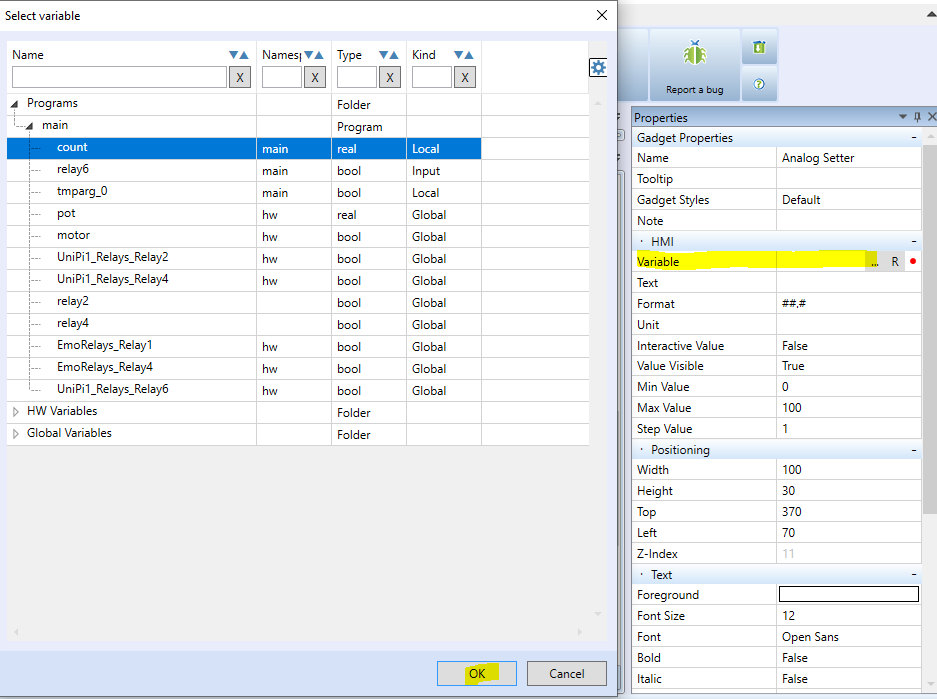 Select variable
Name Namesp Type Kind
X X X X
Programs Folder
main Program
count main real Local
relay6 main bool Input
tmparg_0 main bool Local
pot hw real Global
motor hw bool Global
UniPi1_Relays_Relay2 hw bool Global
UniPi1_Relays_Relay4 hw bool Global
relay2 bool Global
relay4 bool Global
EmoRelays_Relay1 hw bool Global
EmoRelays_Relay4 hw bool Global
UniPi1_Relays_Relay6 hw bool Global
HW Variables Folder
Global Variables Folder
OK Cancel
Report a bug
Properties
Gadget Properties -
Name Analog Setter
Tooltip
Gadget Styles Default
Note
· HMI -
Variable ... R
Text
Format ##.#
Unit
Interactive Value False
Value Visible True
Min Value 0
Max Value 100
Step Value 1
· Positioning -
Width 100
Height 30
Top 370
Left 70
Z-Index 11
· Text -
Foreground
Font Size 12
Font Open Sans
Bold False
Italic False